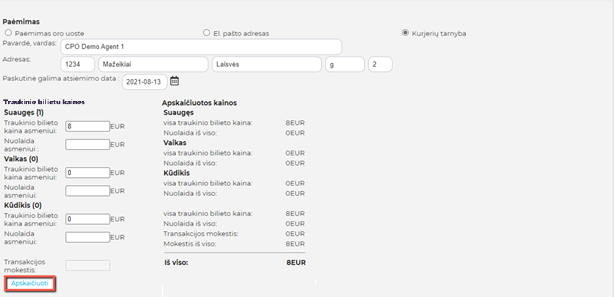 Paėmimas
Paėmimas oro uoste
El. pašto adresas
Kurjerių tarnyba
Pavardė, vardas: CPO Demo Agent 1
Adresas: 1234 Mažeikiai Laisvės g 2
Paskutinė galima atsiėmimo data : 2021-08-13
Traukinio bilietu kainos
Suaugęs (1)
Traukinio bilieto kaina asmeniui: 8 EUR
Nuolaida asmeniui : EUR
Vaikas (0)
Traukinio bilieto kaina asmeniui: 0 EUR
Nuolaida asmeniui: EUR
Kūdikis (0)
Traukinio bilieto kaina asmeniui: 0 EUR
Nuolaida asmeniui: EUR
Transakcijos mokestis:
Apskaičiuoti
Apskaičiuotos kainos
Suaugęs
visa traukinio bilieto kaina: 8EUR
Nuolaida iš viso: 0EUR
Vaikas
visa traukinio bilieto kaina: 0EUR
Nuolaida iš viso: 0EUR
Kūdikis
visa traukinio bilieto kaina: 0EUR
Nuolaida iš viso: 0EUR
visa traukinio bilieto kaina: 8EUR
Nuolaida iš viso: 0EUR
Transakcijos mokestis: 0EUR
Mokestis iš viso: 8EUR
Iš viso: 8EUR